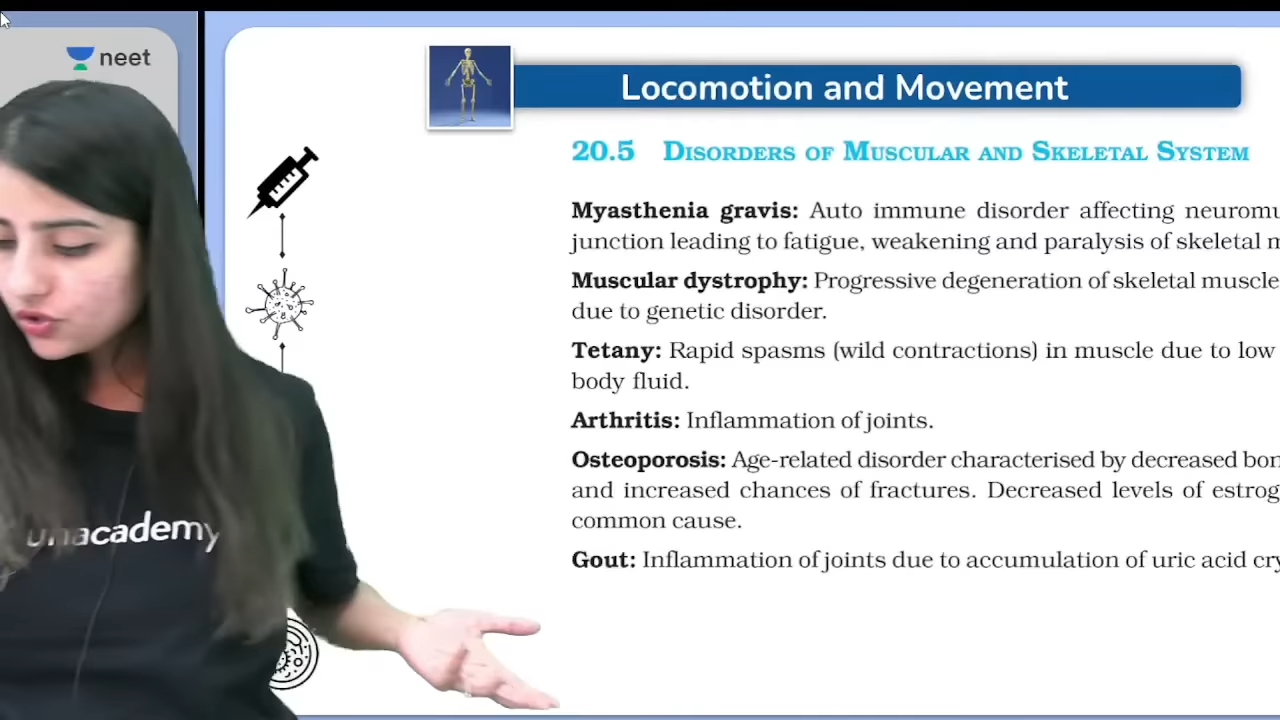 neet
Locomotion and Movement
20.5 DISORDERS OF MUSCULAR AND SKELETAL SYSTEM
Myasthenia gravis: Auto immune disorder affecting
junction leading to fatigue, weakening and paralysis of skeletal
Muscular dystrophy: Progressive degeneration of skeletal muscle
due to genetic disorder.
Tetany: Rapid spasms (wild contractions) in muscle due to low
body fluid.
Arthritis: Inflammation of joints.
Osteoporosis: Age-related disorder characterised by decreased
and increased chances of fractures. Decreased levels of
common cause.
Gout: Inflammation of joints due to accumulation of uric acid
unacademy